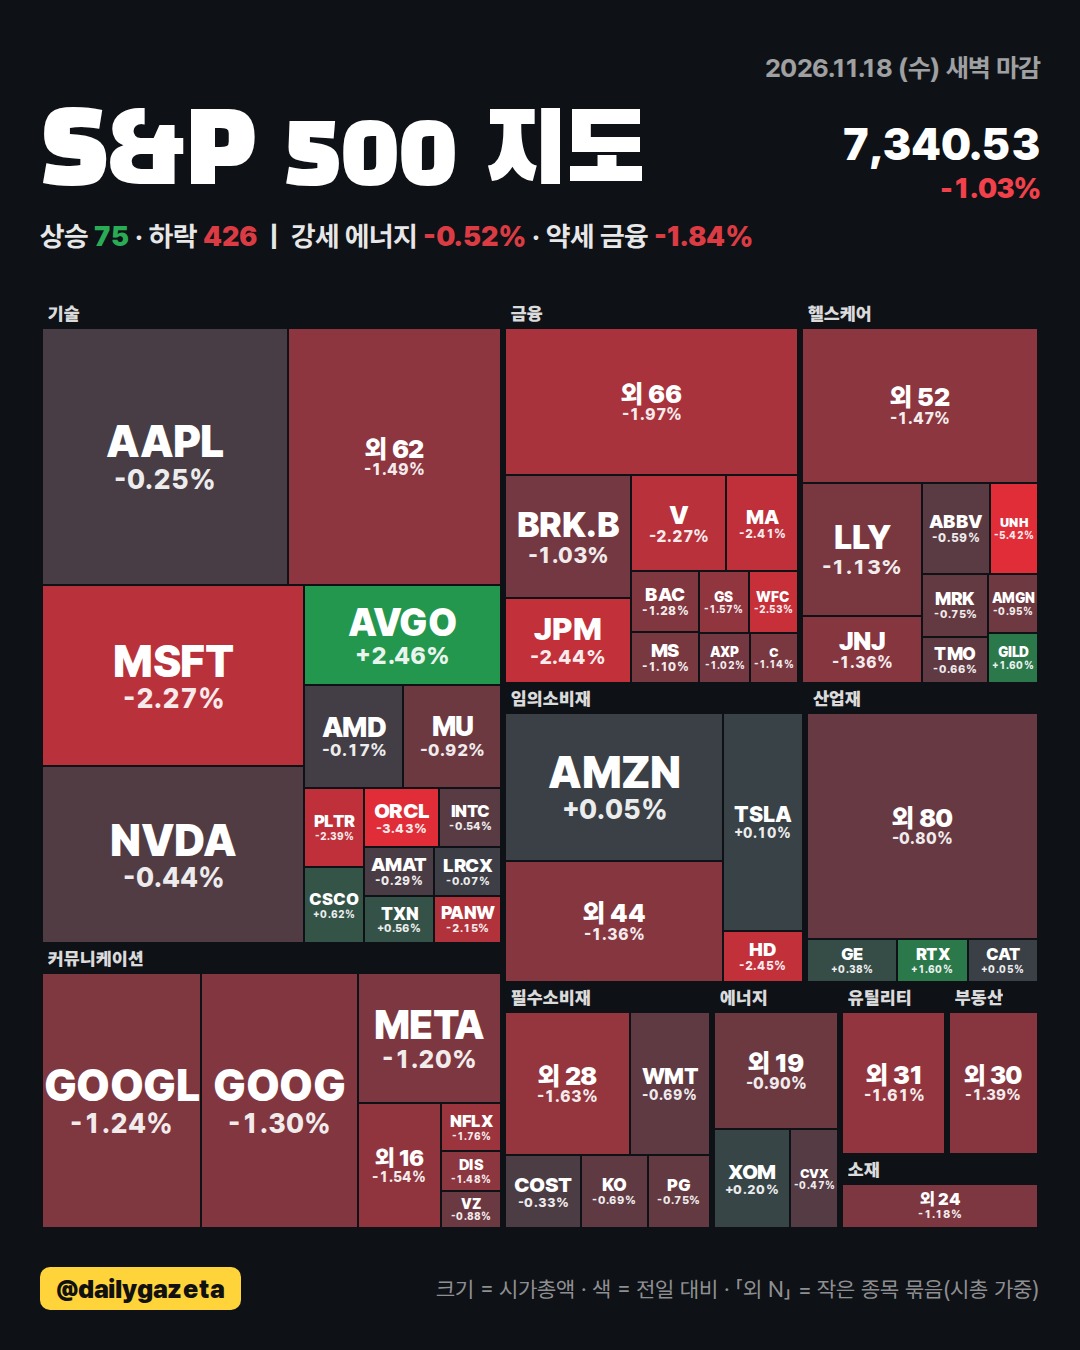 2026.11.18 (수) 새벽 마감
S&P 500 지도
7,340.53
-1.03%
상승 75 · 하락 426 | 강세 에너지 -0.52% · 약세 금융 -1.84%
기술
AAPL
-0.25%
외 62
-1.49%
MSFT
-2.27%
AVGO
+2.46%
AMD
-0.17%
MU
-0.92%
NVDA
-0.44%
PLTR
-2.39%
ORCL
-3.43%
INTC
-0.54%
AMAT
-0.29%
LRCX
-0.07%
CSCO
+0.62%
TXN
+0.56%
PANW
-2.15%
금융
외 66
-1.97%
BRK.B
-1.03%
V
-2.27%
MA
-2.41%
JPM
-2.44%
BAC
-1.28%
GS
-1.57%
WFC
-2.53%
MS
-1.10%
AXP
-1.02%
C
-1.14%
헬스케어
외 52
-1.47%
LLY
-1.13%
ABBV
-0.59%
UNH
-5.42%
JNJ
-1.36%
MRK
-0.75%
AMGN
-0.95%
TMO
-0.66%
GILD
+1.60%
임의소비재
AMZN
+0.05%
TSLA
+0.10%
외 44
-1.36%
HD
-2.45%
산업재
외 80
-0.80%
GE
+0.38%
RTX
+1.60%
CAT
+0.05%
커뮤니케이션
GOOGL
-1.24%
GOOG
-1.30%
META
-1.20%
외 16
-1.54%
NFLX
-1.76%
DIS
-1.48%
VZ
-0.88%
필수소비재
외 28
-1.63%
WMT
-0.69%
COST
-0.33%
KO
-0.69%
PG
-0.75%
에너지
외 19
-0.90%
XOM
+0.20%
CVX
-0.47%
유틸리티
외 31
-1.61%
부동산
외 30
-1.39%
소재
외 24
-1.18%
@dailygazeta
크기 = 시가총액 · 색 = 전일 대비 · 「외 N」 = 작은 종목 묶음(시총 가중)